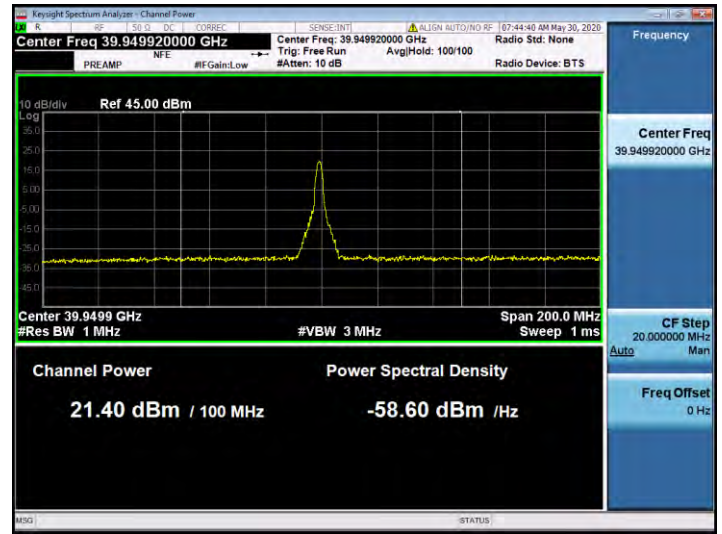 Keysight Spectrum Analyzer - Channel Power
R RF 50 Ω DC CORREC SENSE:INT ALIGN AUTO/NO RF 07:44:40 AM May 30, 2020
Center Freq 39.949920000 GHz
NFE
PREAMP #IFGain:Low
Center Freq: 39.949920000 GHz
Trig: Free Run Avg|Hold: 100/100
#Atten: 10 dB
Radio Std: None
Radio Device: BTS
Frequency
10 dB/div Ref 45.00 dBm
Log
35.0
25.0
15.0
5.00
-5.00
-15.0
-25.0
-35.0
-45.0
Center 39.9499 GHz Span 200.0 MHz
#Res BW 1 MHz #VBW 3 MHz Sweep 1 ms
Channel Power Power Spectral Density
21.40 dBm / 100 MHz -58.60 dBm /Hz
Center Freq
39.949920000 GHz
CF Step
20.000000 MHz
Auto Man
Freq Offset
0 Hz
MSG STATUS